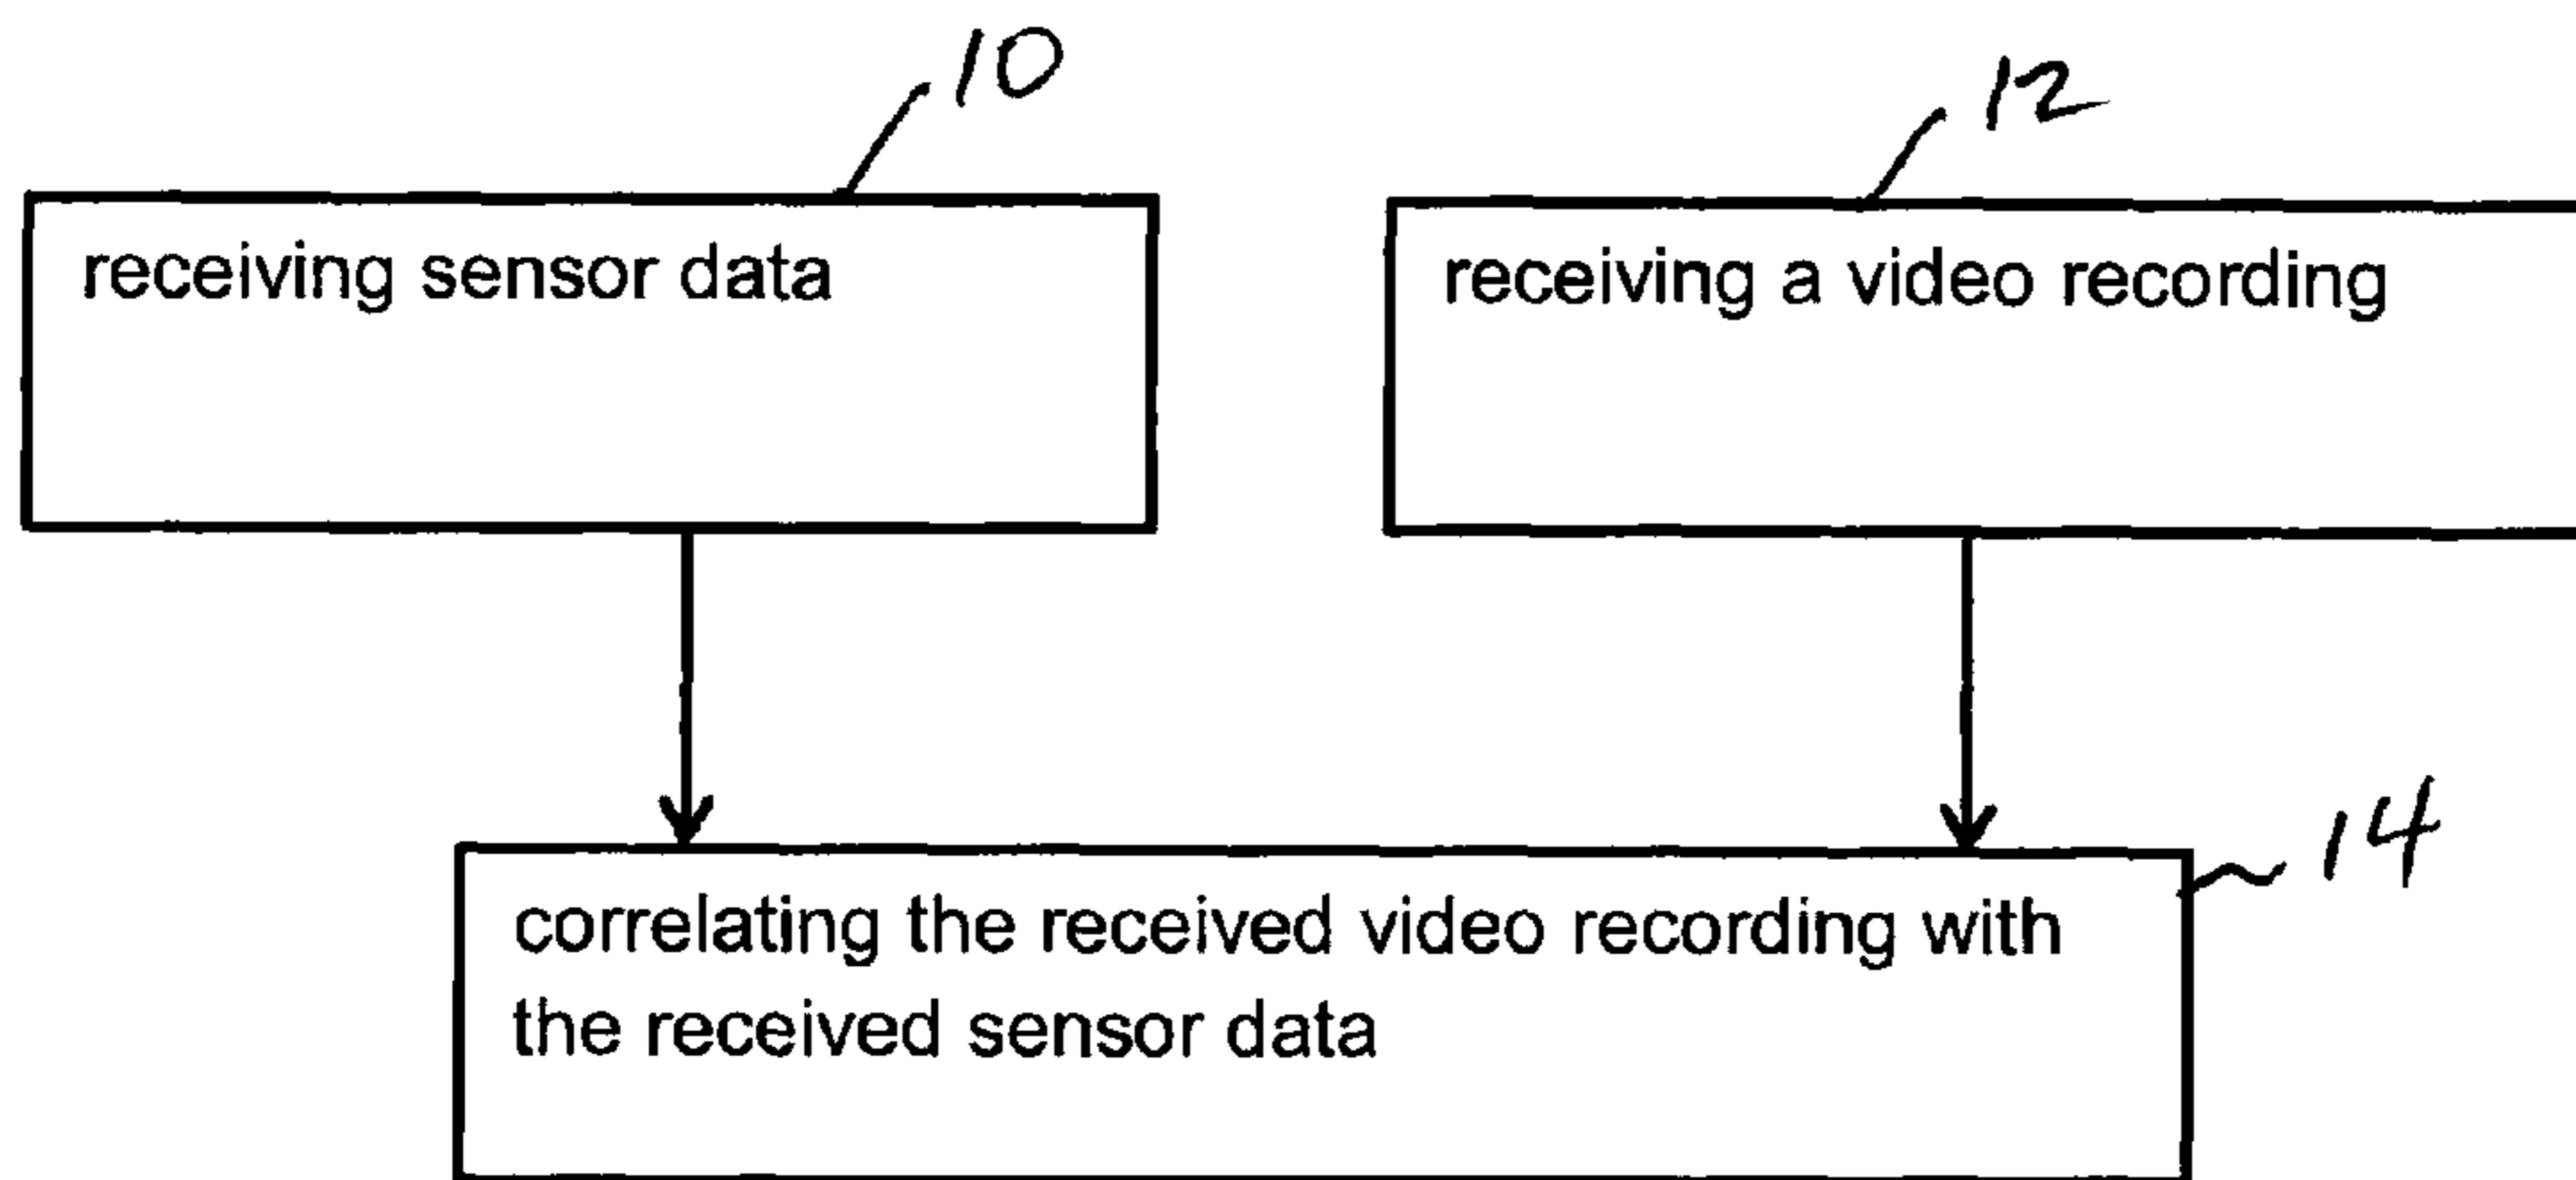 10
12
receiving sensor data
receiving a video recording
14
correlating the received video recording with
the received sensor data